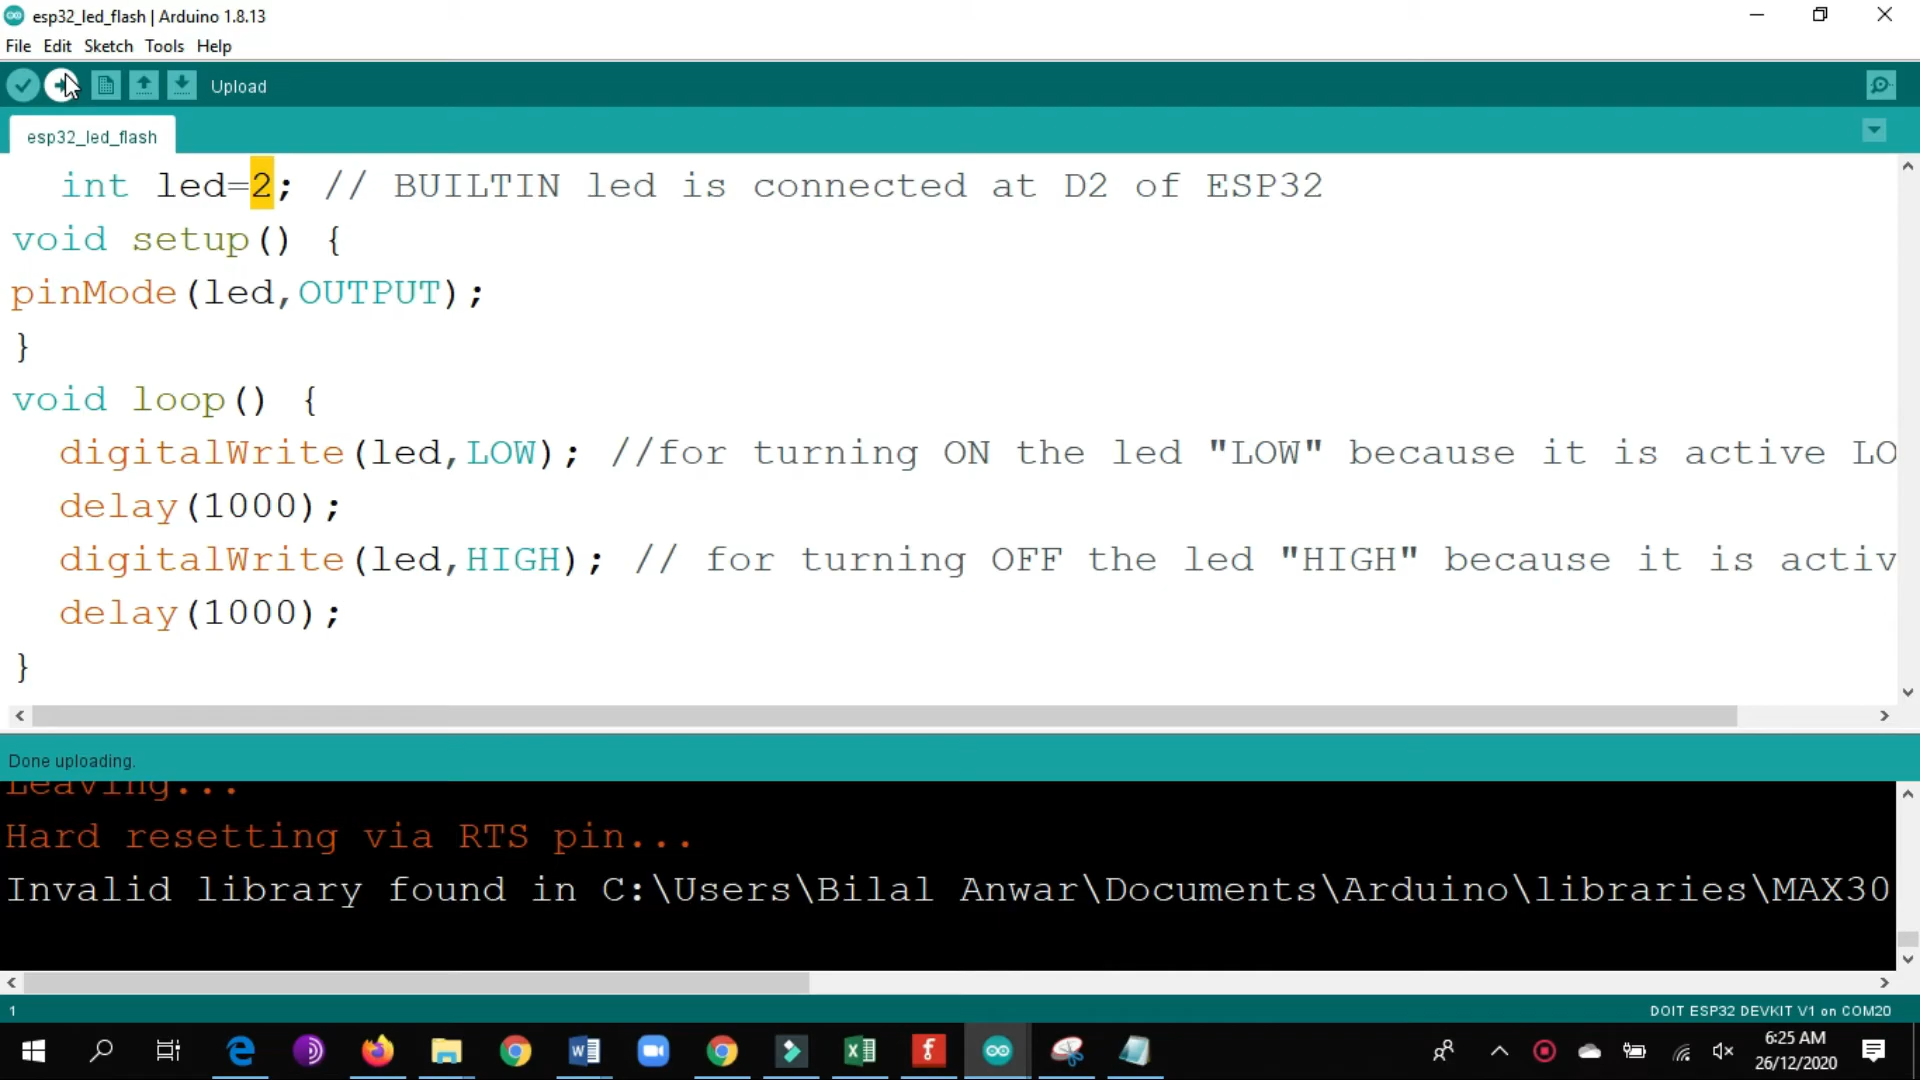 esp32_led_flash | Arduino 1.8.13
File Edit Sketch Tools Help
Upload
esp32_led_flash
int led=2; // BUILTIN led is connected at D2 of ESP32
void setup() {
pinMode(led,OUTPUT);
}
void loop() {
digitalWrite(led,LOW); //for turning ON the led "LOW" because it is active LO
delay(1000);
digitalWrite(led,HIGH); // for turning OFF the led "HIGH" because it is activ
delay(1000);
}
Done uploading.
Leaving...
Hard resetting via RTS pin...
Invalid library found in C:\Users\Bilal Anwar\Documents\Arduino\libraries\MAX30
1
DOIT ESP32 DEVKIT V1 on COM20
6:25 AM
26/12/2020